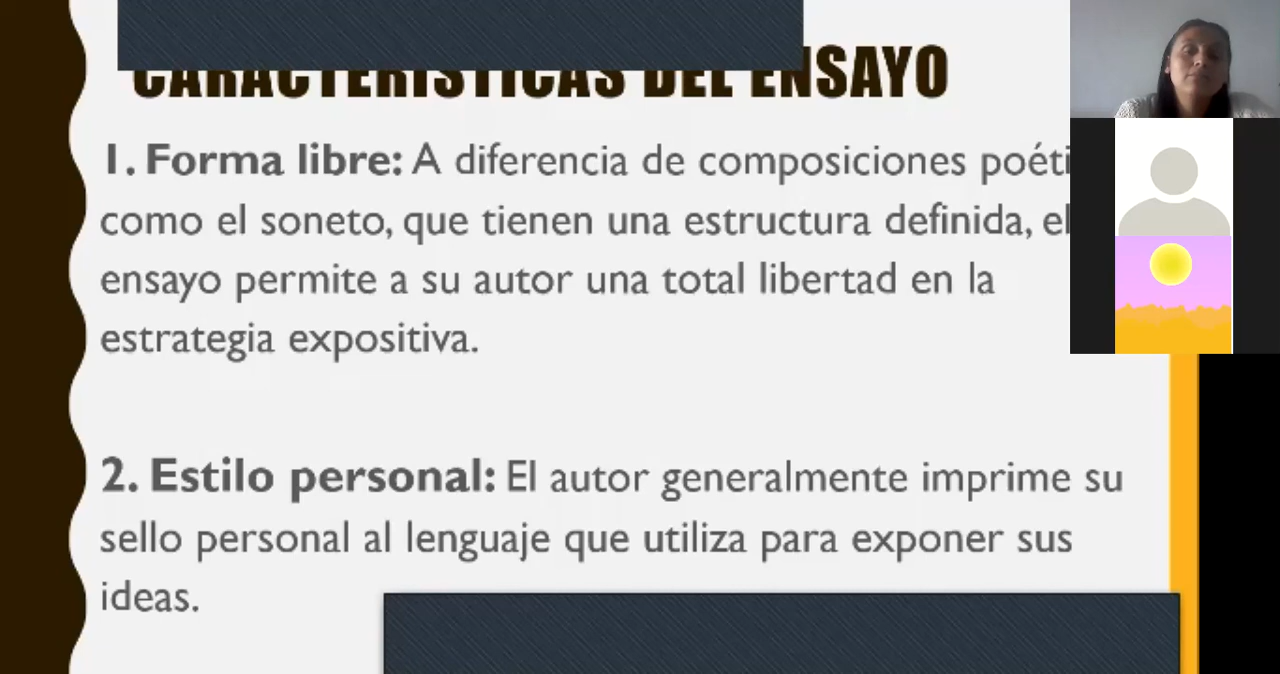 CARACTERISTICAS DEL ENSAYO
1. Forma libre: A diferencia de composiciones poéti
como el soneto, que tienen una estructura definida, el
ensayo permite a su autor una total libertad en la
estrategia expositiva.
2. Estilo personal: El autor generalmente imprime su
sello personal al lenguaje que utiliza para exponer sus
ideas.